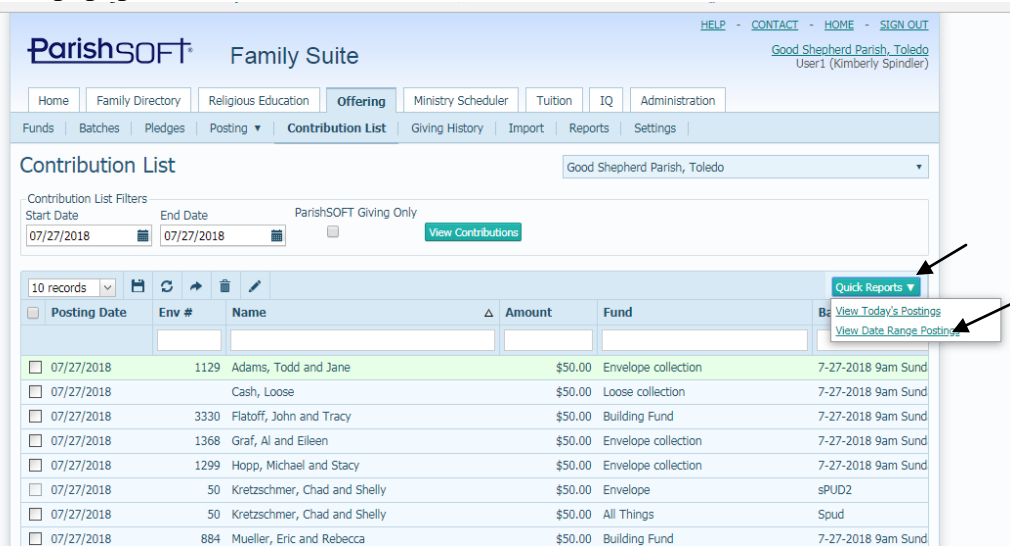 HELP - CONTACT - HOME - SIGN OUT
ParishSOFT Family Suite
Good Shepherd Parish, Toledo
User1 (Kimberly Spindler)
Home Family Directory Religious Education Offering Ministry Scheduler Tuition IQ Administration
Funds Batches Pledges Posting ▼ Contribution List Giving History Import Reports Settings
Contribution List
Good Shepherd Parish, Toledo
Contribution List Filters
Start Date End Date ParishSOFT Giving Only
07/27/2018 07/27/2018 View Contributions
10 records Quick Reports ▼
View Today's Postings
View Date Range Postings
Posting Date Env # Name Amount Fund Ba
07/27/2018 1129 Adams, Todd and Jane $50.00 Envelope collection 7-27-2018 9am Sund
07/27/2018 Cash, Loose $50.00 Loose collection 7-27-2018 9am Sund
07/27/2018 3330 Flatoff, John and Tracy $50.00 Building Fund 7-27-2018 9am Sund
07/27/2018 1368 Graf, Al and Eileen $50.00 Envelope collection 7-27-2018 9am Sund
07/27/2018 1299 Hopp, Michael and Stacy $50.00 Envelope collection 7-27-2018 9am Sund
07/27/2018 50 Kretzschmer, Chad and Shelly $50.00 Envelope sPUD2
07/27/2018 50 Kretzschmer, Chad and Shelly $50.00 All Things Spud
07/27/2018 884 Mueller, Eric and Rebecca $50.00 Building Fund 7-27-2018 9am Sund